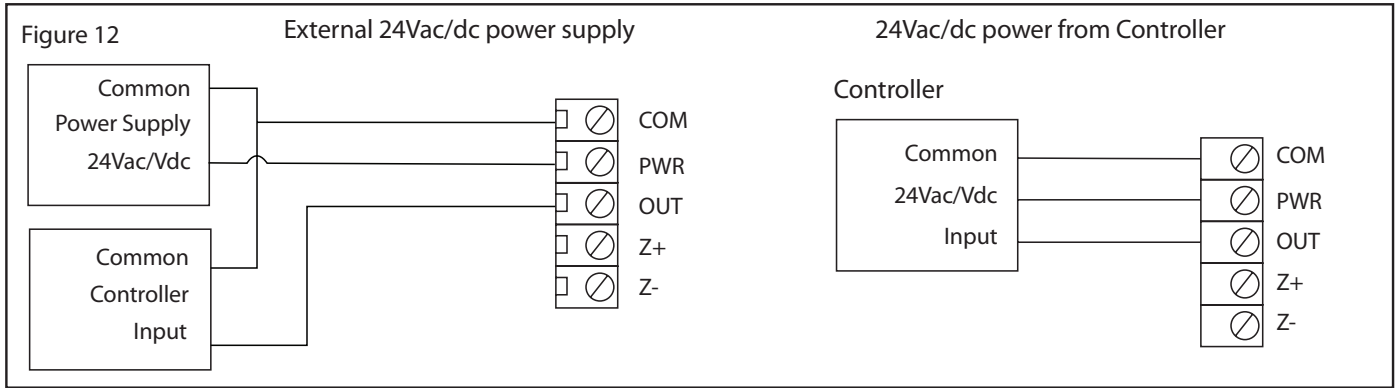 Figure 12
External 24Vac/dc power supply
Common
Power Supply
24Vac/Vdc
Common
Controller
Input
COM
PWR
OUT
Z+
Z-
24Vac/dc power from Controller
Controller
Common
24Vac/Vdc
Input
COM
PWR
OUT
Z+
Z-